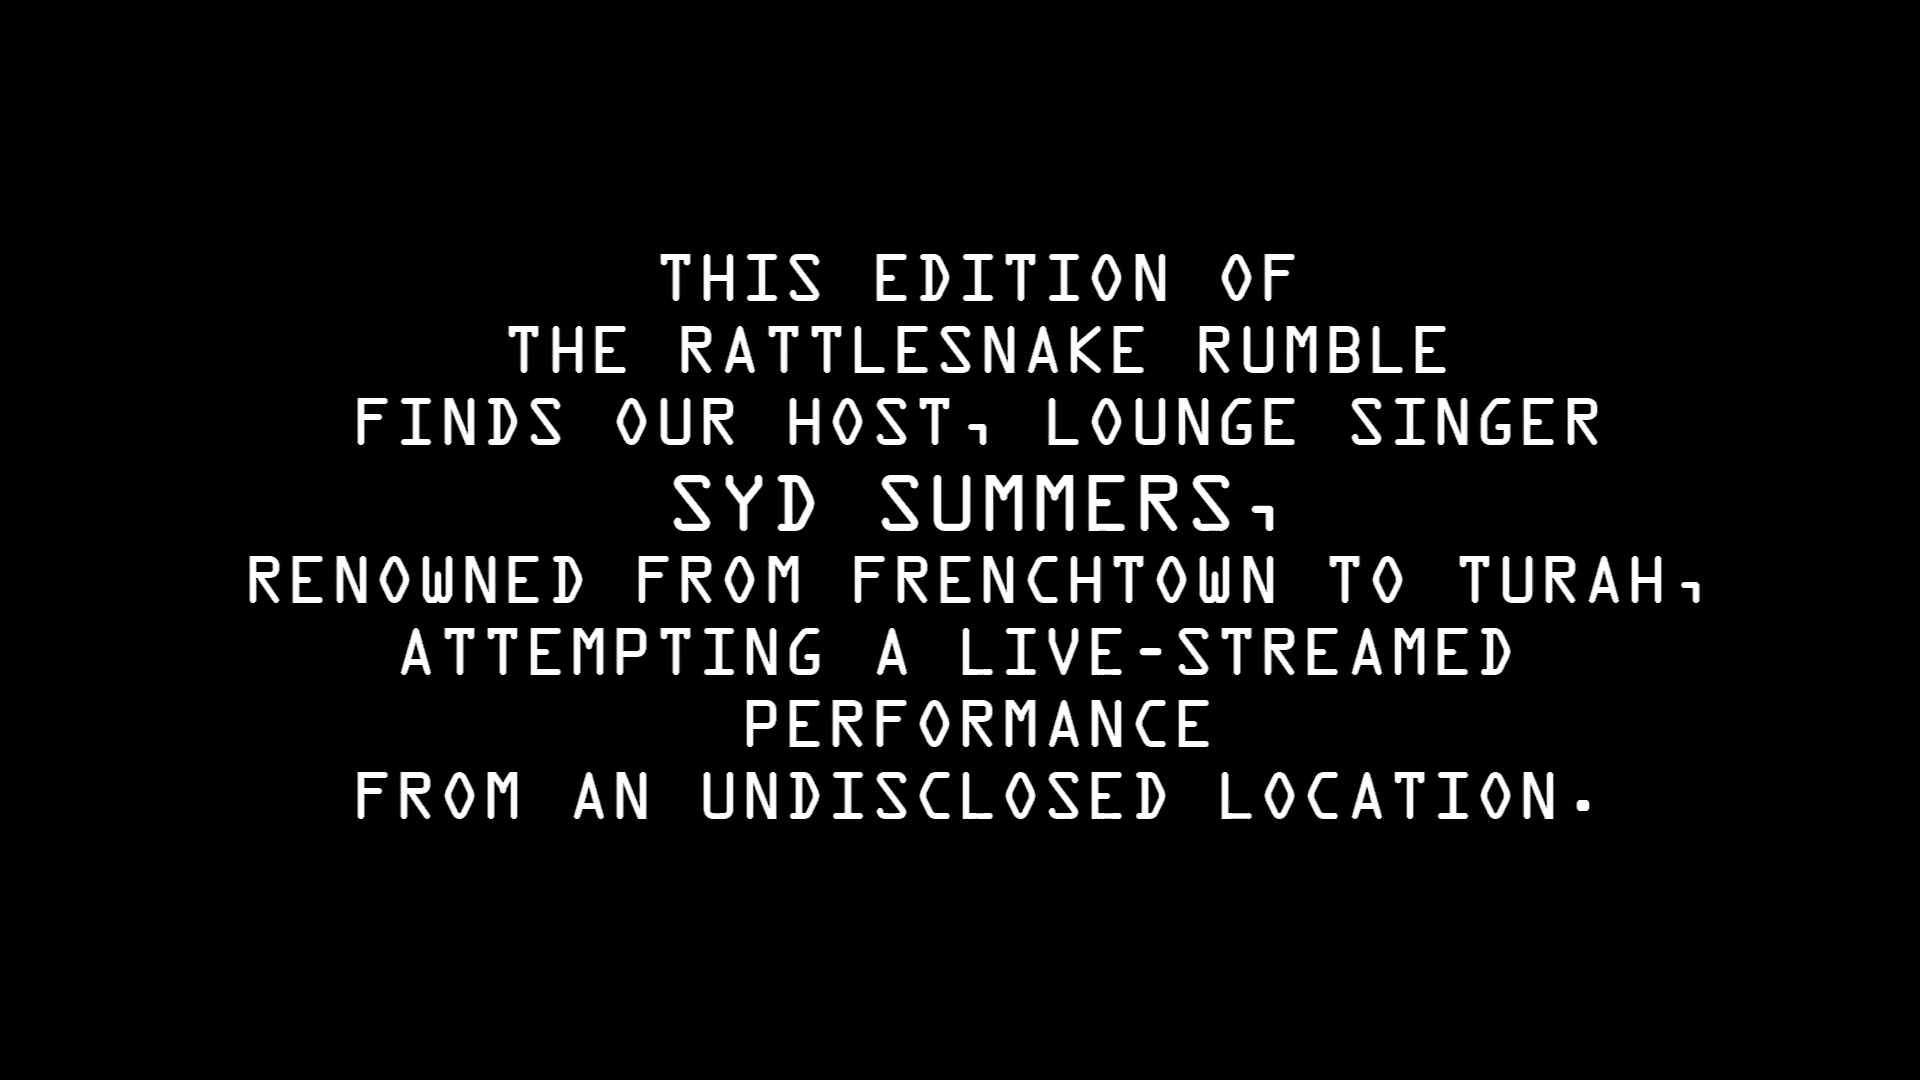 THIS EDITION OF
THE RATTLESNAKE RUMBLE
FINDS OUR HOST, LOUNGE SINGER
SYD SUMMERS,
RENOWNED FROM FRENCHTOWN TO TURAH,
ATTEMPTING A LIVE-STREAMED
PERFORMANCE
FROM AN UNDISCLOSED LOCATION.